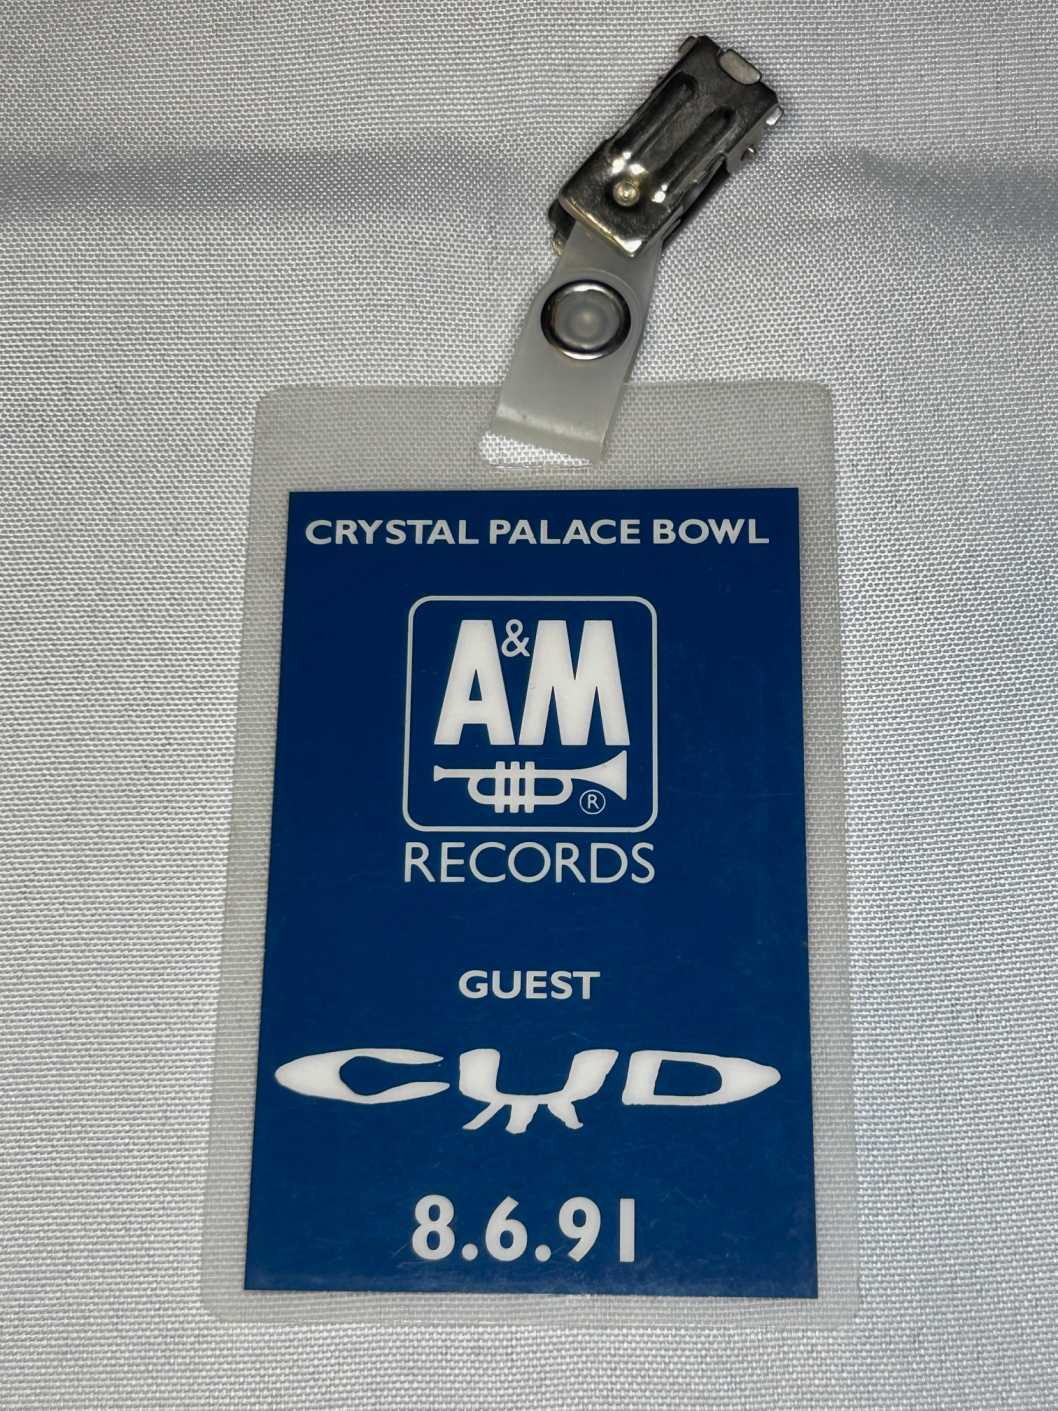 CRYSTAL PALACE BOWL
A&M
®
RECORDS
GUEST
CUD
8.6.91